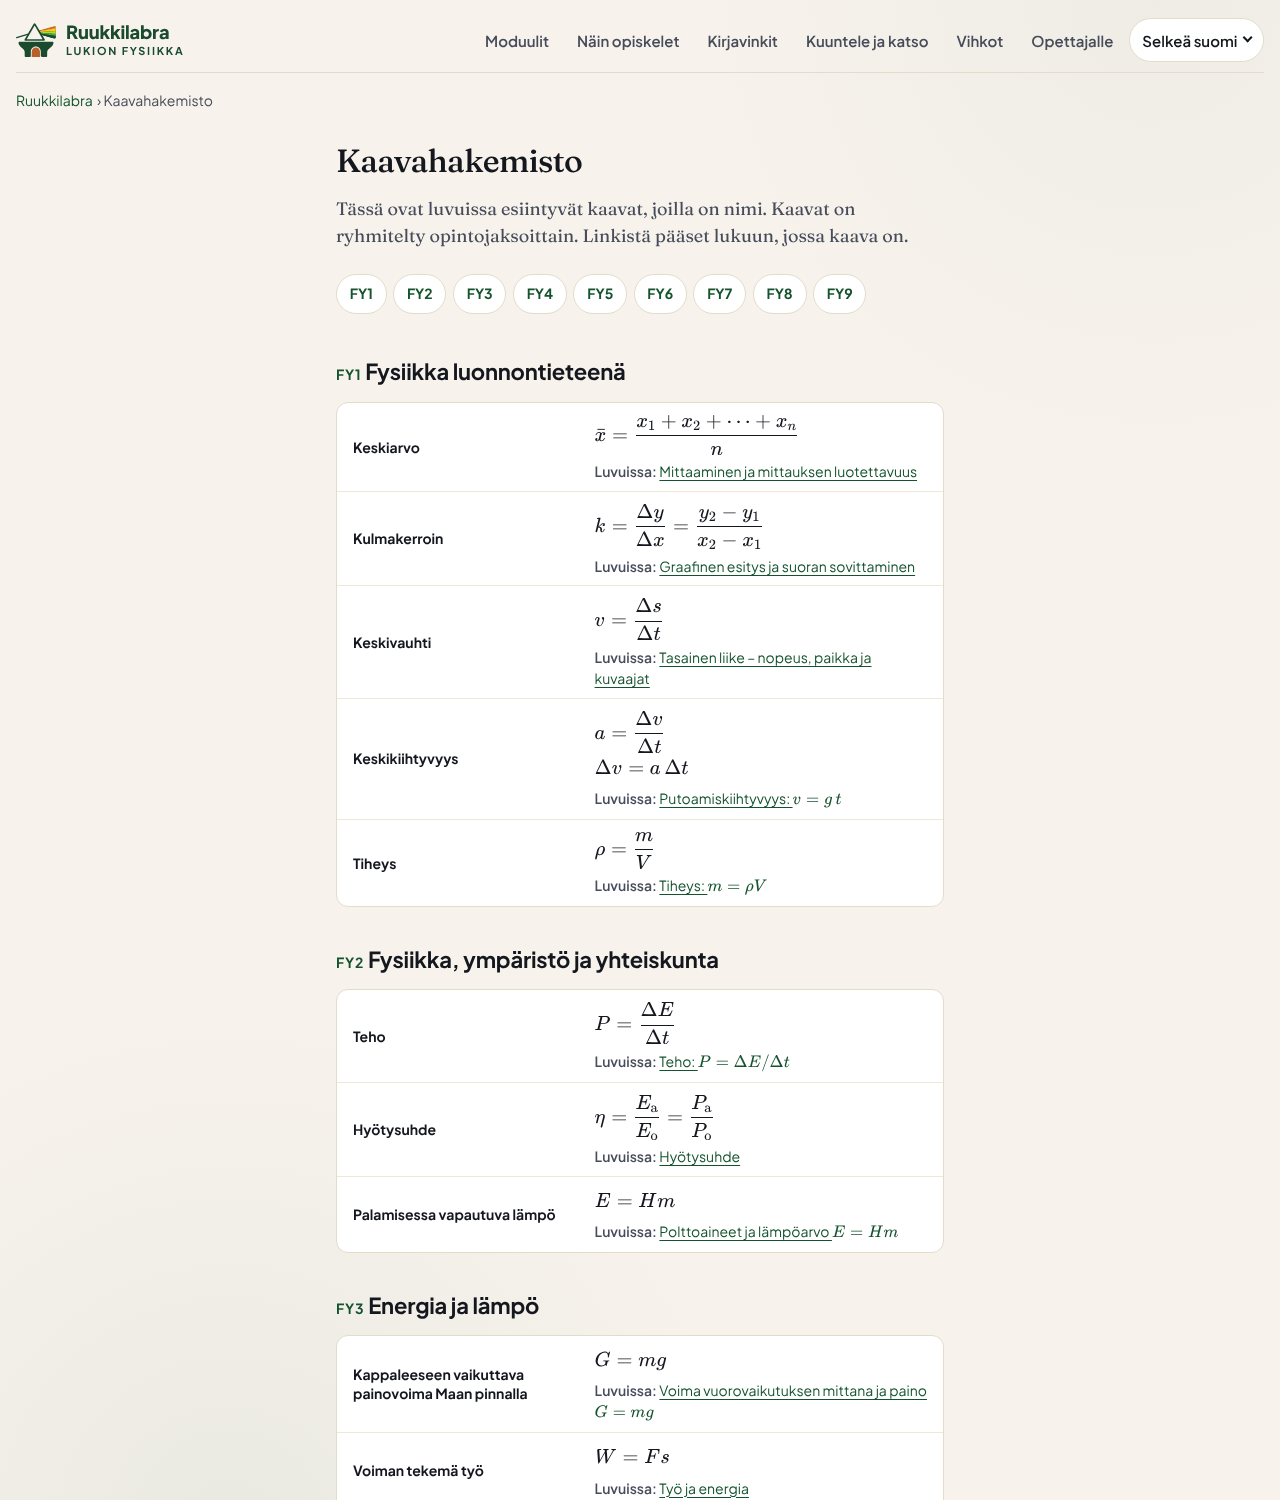 Ruukkilabra
LUKION FYSIIKKA
Moduulit Näin opiskelet Kirjavinkit Kuuntele ja katso Vihkot Opettajalle Selkeä suomi
Ruukkilabra › Kaavahakemisto
Kaavahakemisto
Tässä ovat luvuissa esiintyvät kaavat, joilla on nimi. Kaavat on
ryhmitelty opintojaksoittain. Linkistä pääset lukuun, jossa kaava on.
FY1 FY2 FY3 FY4 FY5 FY6 FY7 FY8 FY9
FY1 Fysiikka luonnontieteenä
Keskiarvo
x̄ = (x₁ + x₂ + ⋯ + xₙ) / n
Luvuissa: Mittaaminen ja mittauksen luotettavuus
Kulmakerroin
k = Δy / Δx = (y₂ − y₁) / (x₂ − x₁)
Luvuissa: Graafinen esitys ja suoran sovittaminen
Keskivauhti
v = Δs / Δt
Luvuissa: Tasainen liike – nopeus, paikka ja
kuvaajat
Keskikiihtyvyys
a = Δv / Δt
Δv = a Δt
Luvuissa: Putoamiskiihtyvyys: v = g t
Tiheys
ρ = m / V
Luvuissa: Tiheys: m = ρV
FY2 Fysiikka, ympäristö ja yhteiskunta
Teho
P = ΔE / Δt
Luvuissa: Teho: P = ΔE/Δt
Hyötysuhde
η = Eₐ / Eₒ = Pₐ / Pₒ
Luvuissa: Hyötysuhde
Palamisessa vapautuva lämpö
E = Hm
Luvuissa: Polttoaineet ja lämpöarvo E = Hm
FY3 Energia ja lämpö
Kappaleeseen vaikuttava
painovoima Maan pinnalla
G = mg
Luvuissa: Voima vuorovaikutuksen mittana ja paino
G = mg
Voiman tekemä työ
W = Fs
Luvuissa: Työ ja energia